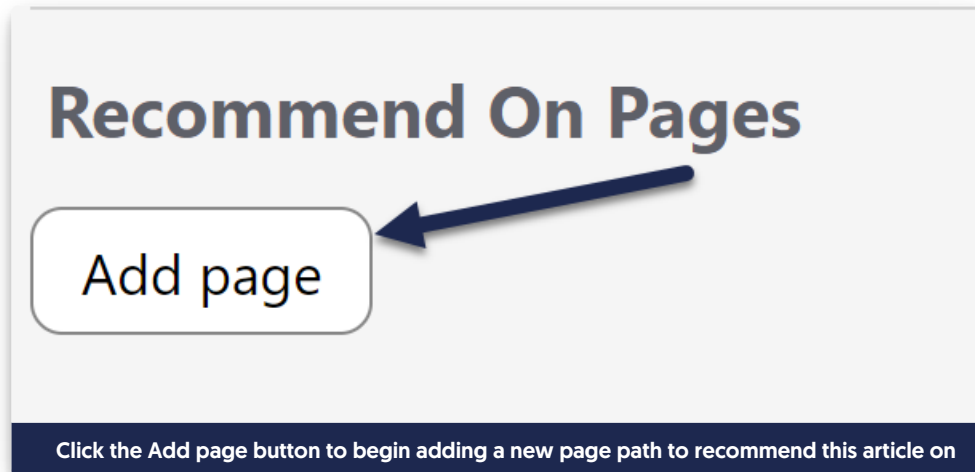 Recommend On Pages
Add page
Click the Add page button to begin adding a new page path to recommend this article on